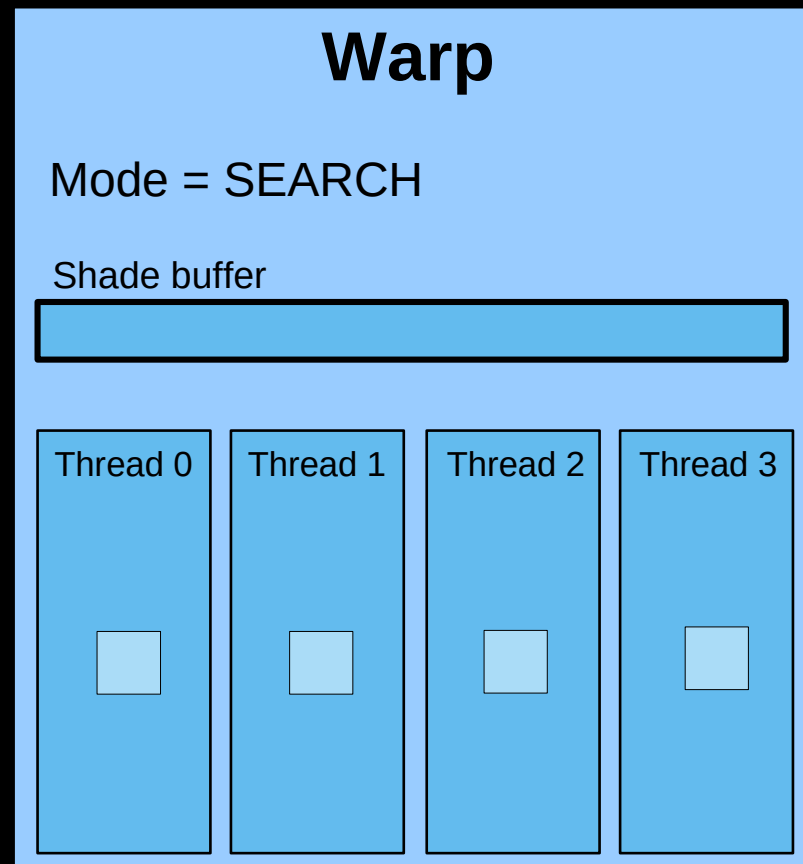 Warp
Mode = SEARCH
Shade buffer
Thread 0 Thread 1 Thread 2 Thread 3